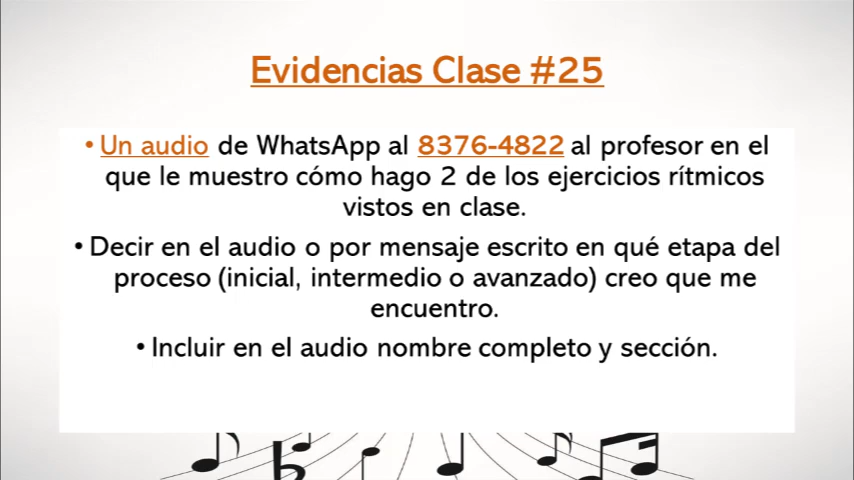 Evidencias Clase #25
• Un audio de WhatsApp al 8376-4822 al profesor en el
que le muestro cómo hago 2 de los ejercicios rítmicos
vistos en clase.
• Decir en el audio o por mensaje escrito en qué etapa del
proceso (inicial, intermedio o avanzado) creo que me
encuentro.
• Incluir en el audio nombre completo y sección.